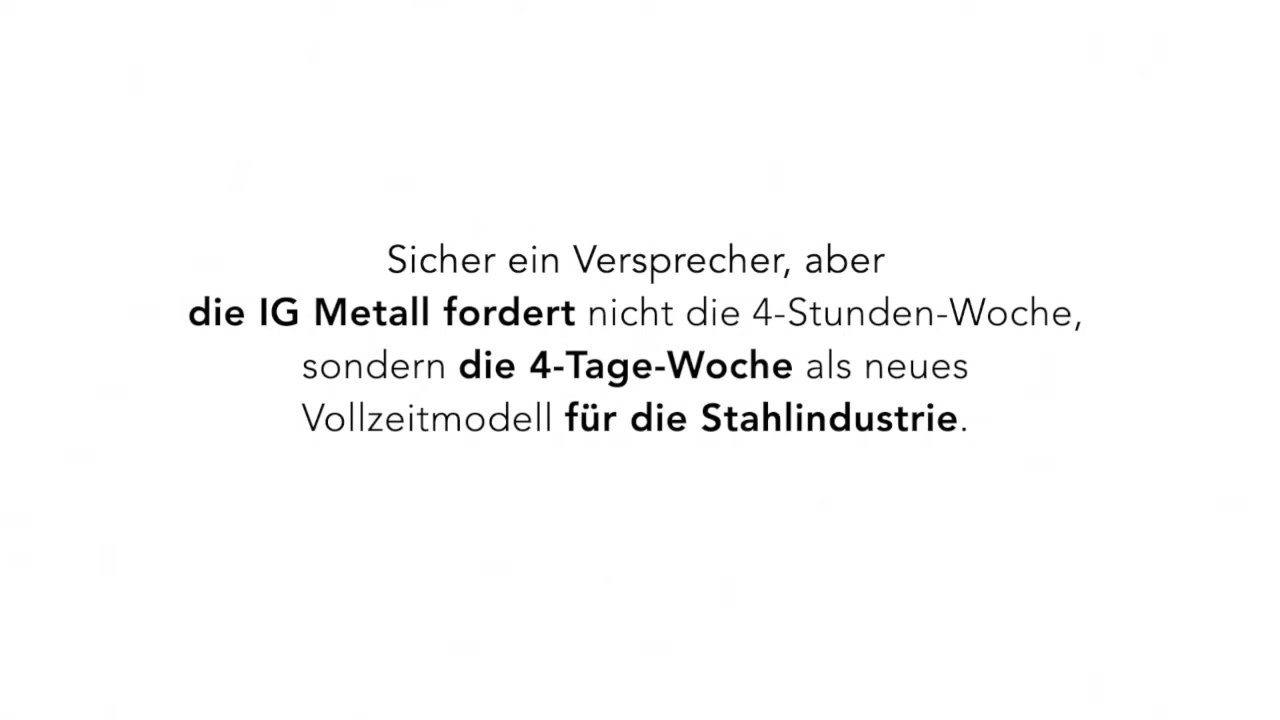 Sicher ein Versprecher, aber
die IG Metall fordert nicht die 4-Stunden-Woche,
sondern die 4-Tage-Woche als neues
Vollzeitmodell für die Stahlindustrie.